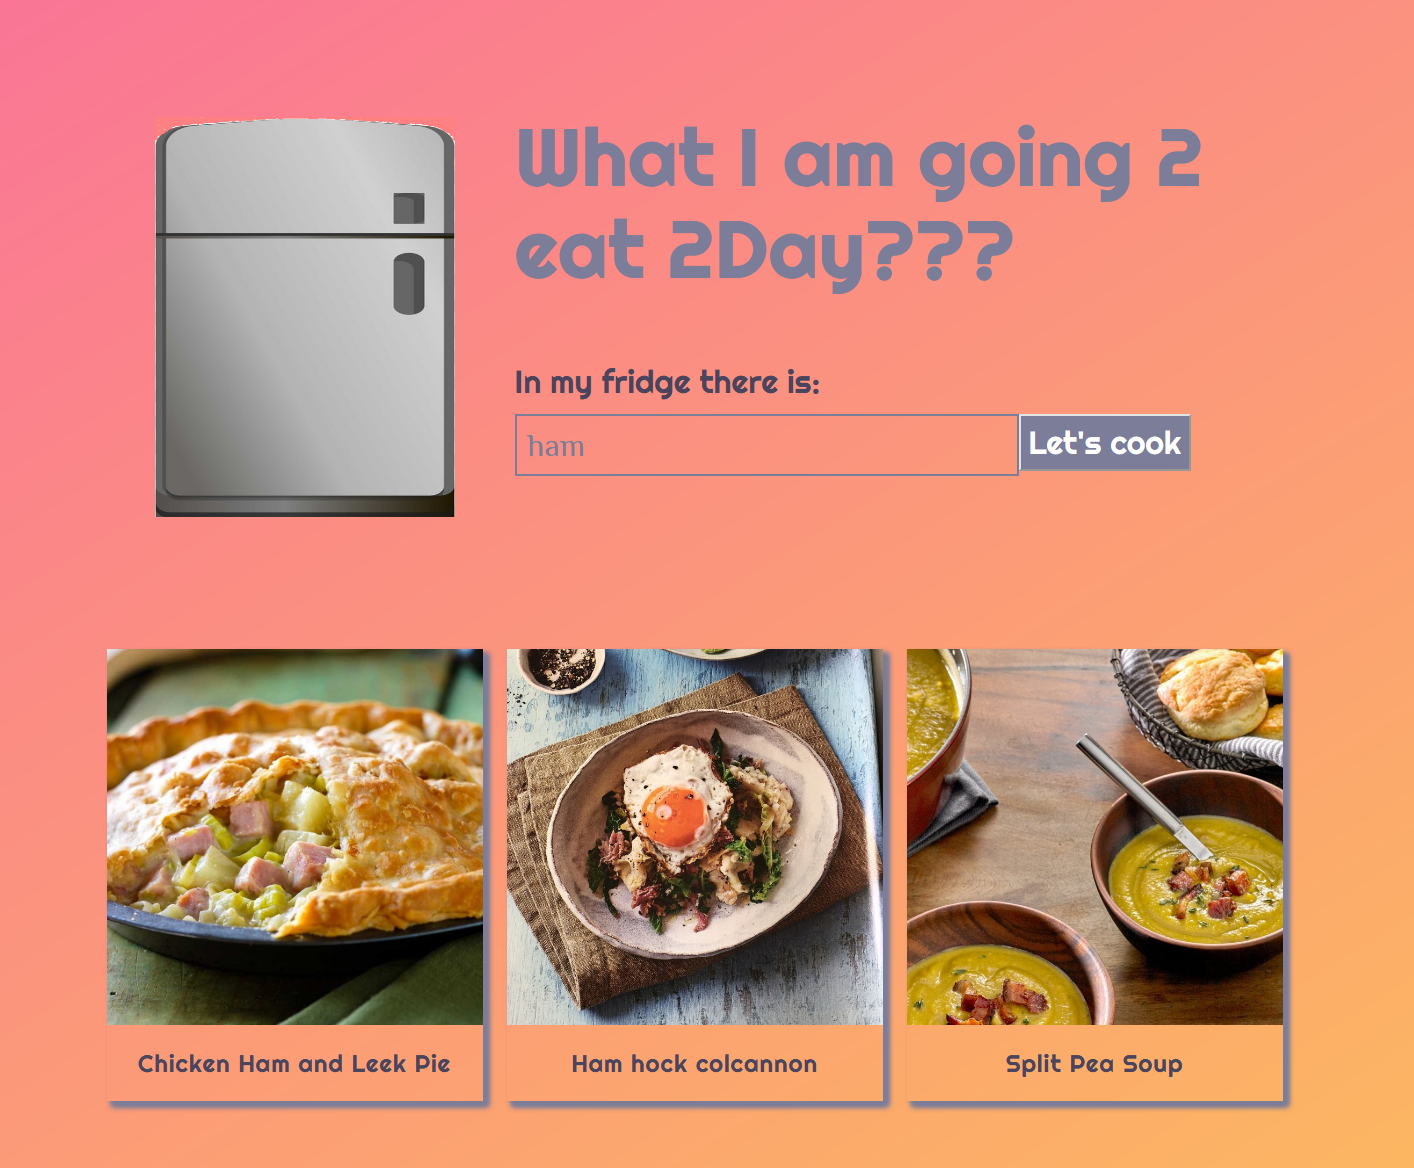 What I am going 2
eat 2Day???
In my fridge there is:
ham
Let's cook
Chicken Ham and Leek Pie
Ham hock colcannon
Split Pea Soup